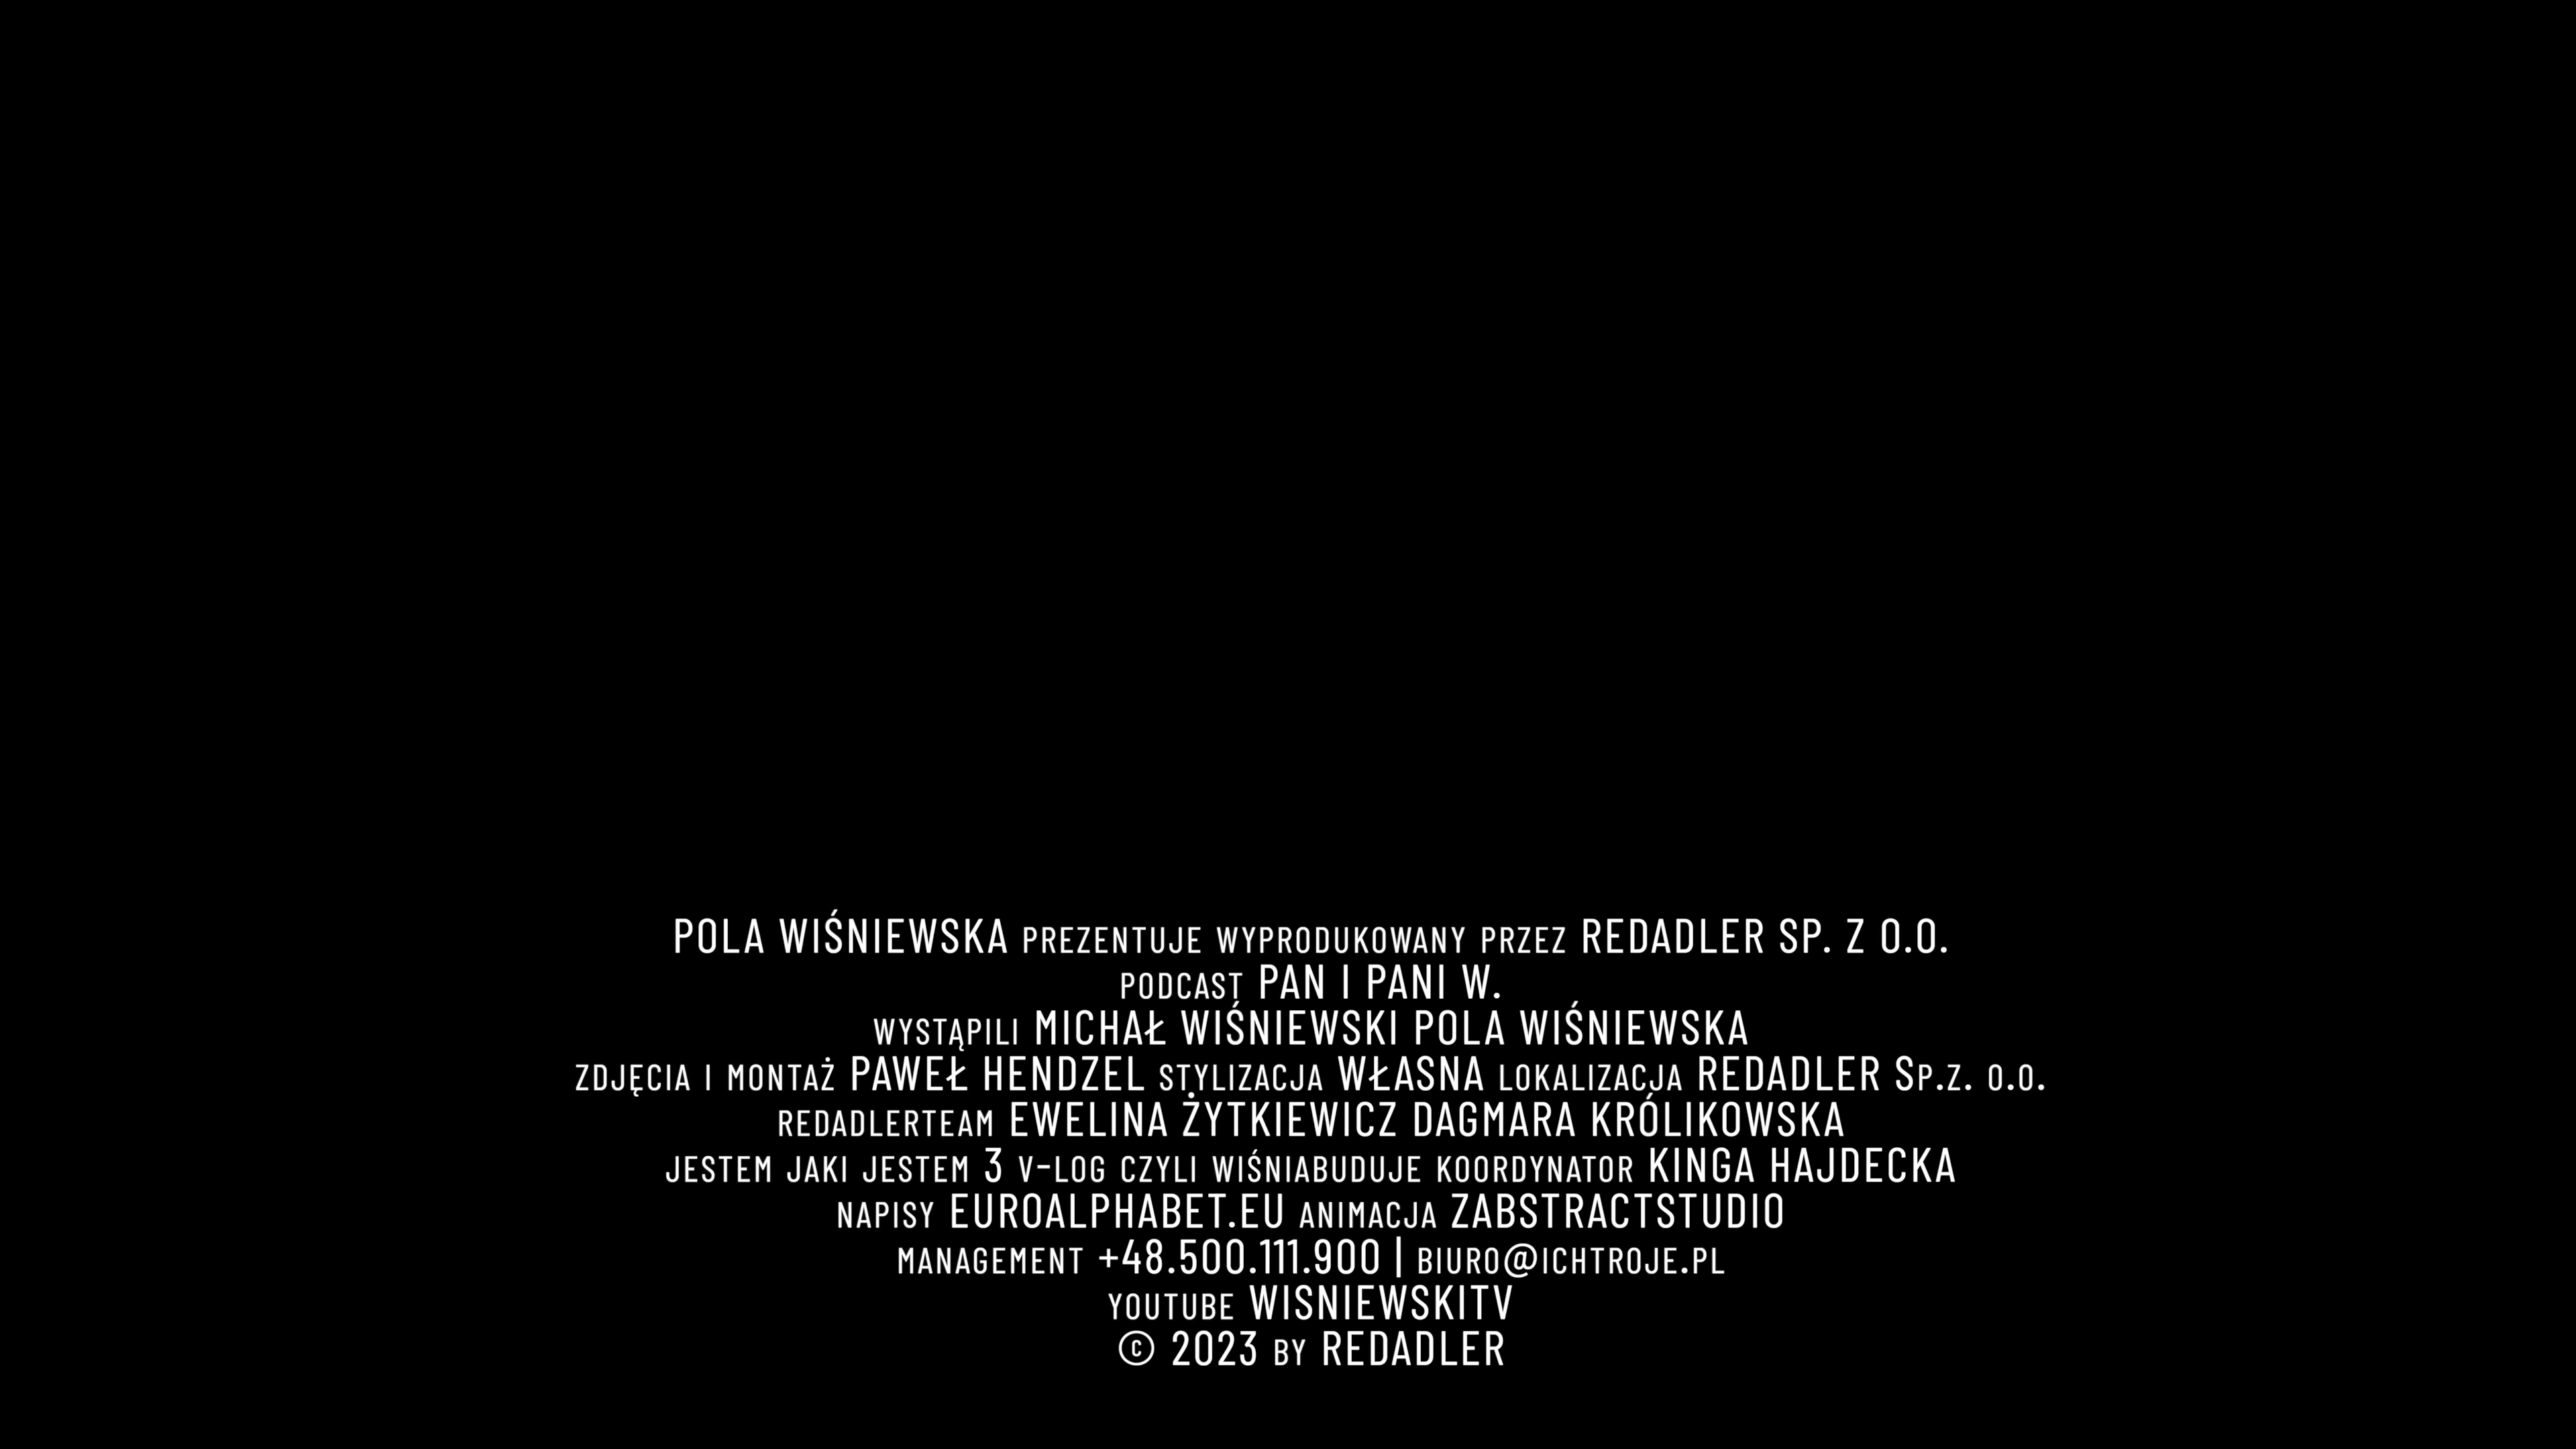 POLA WIŚNIEWSKA PREZENTUJE WYPRODUKOWANY PRZEZ REDADLER SP. Z O.O.
PODCAST PAN I PANI W.
WYSTĄPILI MICHAŁ WIŚNIEWSKI POLA WIŚNIEWSKA
ZDJĘCIA I MONTAŻ PAWEŁ HENDZEL STYLIZACJA WŁASNA LOKALIZACJA REDADLER SP.Z. O.O.
REDADLERTEAM EWELINA ŻYTKIEWICZ DAGMARA KRÓLIKOWSKA
JESTEM JAKI JESTEM 3 V-LOG CZYLI WIŚNIABUDUJE KOORDYNATOR KINGA HAJDECKA
NAPISY EUROALPHABET.EU ANIMACJA ZABSTRACTSTUDIO
MANAGEMENT +48.500.111.900 | BIURO@ICHTROJE.PL
YOUTUBE WISNIEWSKITV
© 2023 BY REDADLER